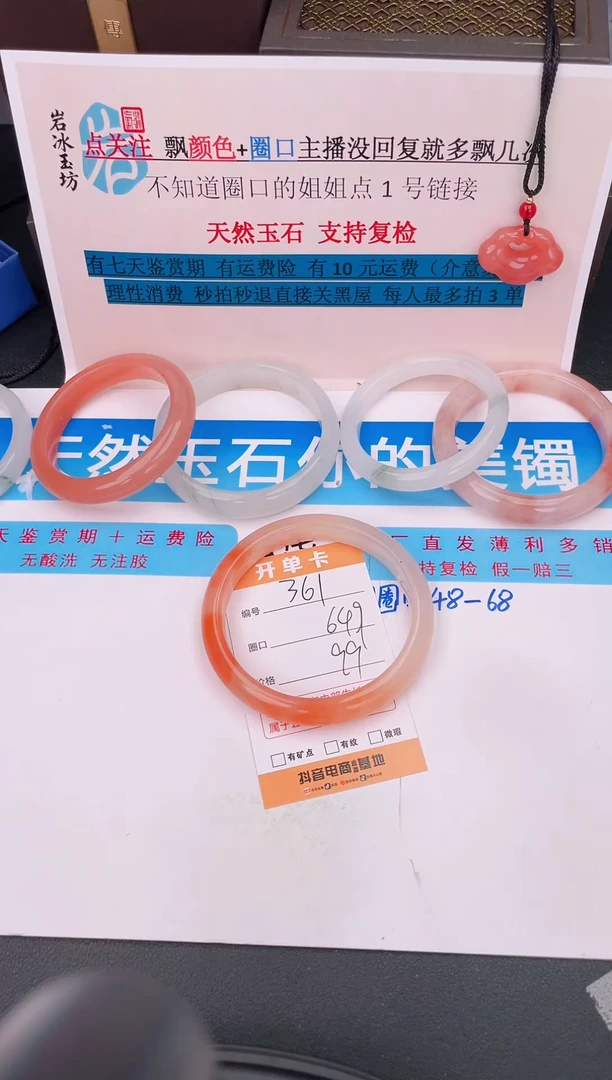 岩冰玉坊
点关注 飘颜色+圈口主播没回复就多飘几次
不知道圈口的姐姐点1号链接
天然玉石 支持复检
有七天鉴赏期 有运费险 有10元运费（介意
理性消费 秒拍秒退直接关黑屋 每人最多拍3单
天然玉石你的美镯
天鉴赏期+运费险
无酸洗 无注胶
直发薄利多销
持复检 假一赔三
圈口48-68
开单卡
编号 361
圈口 649
价格 99
有矿点 有纹 微瑕
抖音电商 基地